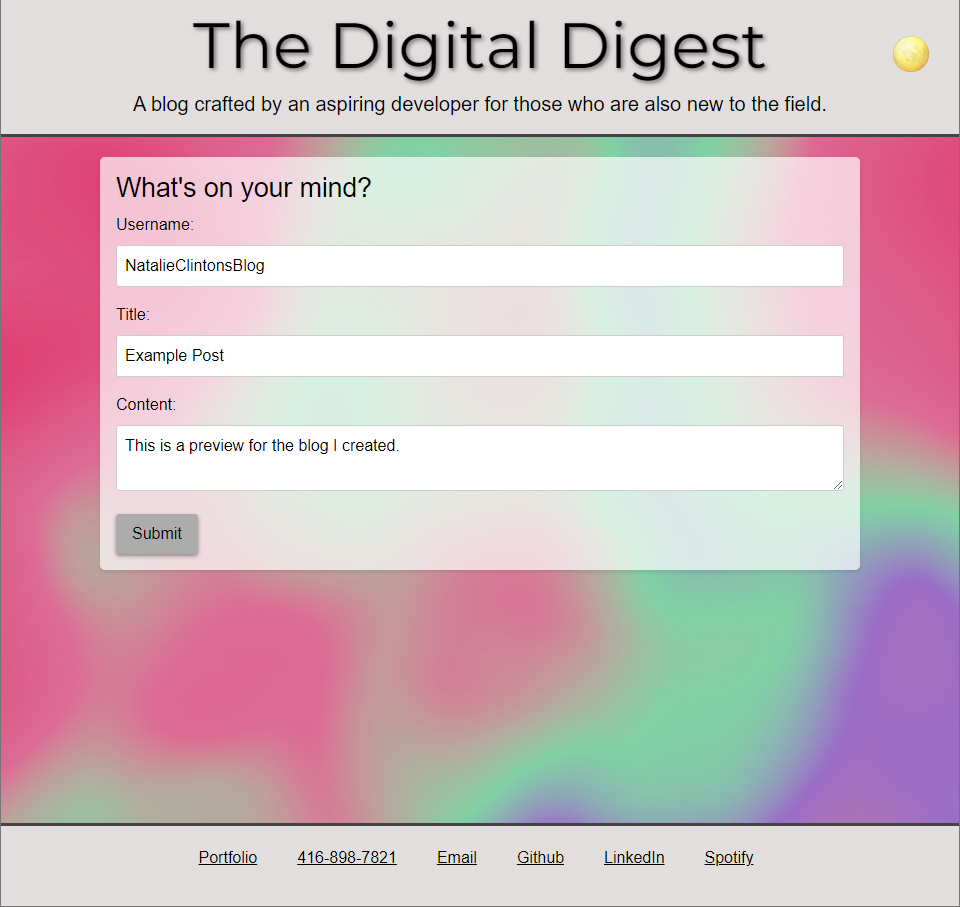 The Digital Digest
A blog crafted by an aspiring developer for those who are also new to the field.
What's on your mind?
Username:
NatalieClintonsBlog
Title:
Example Post
Content:
This is a preview for the blog I created.
Submit
Portfolio 416-898-7821 Email Github LinkedIn Spotify